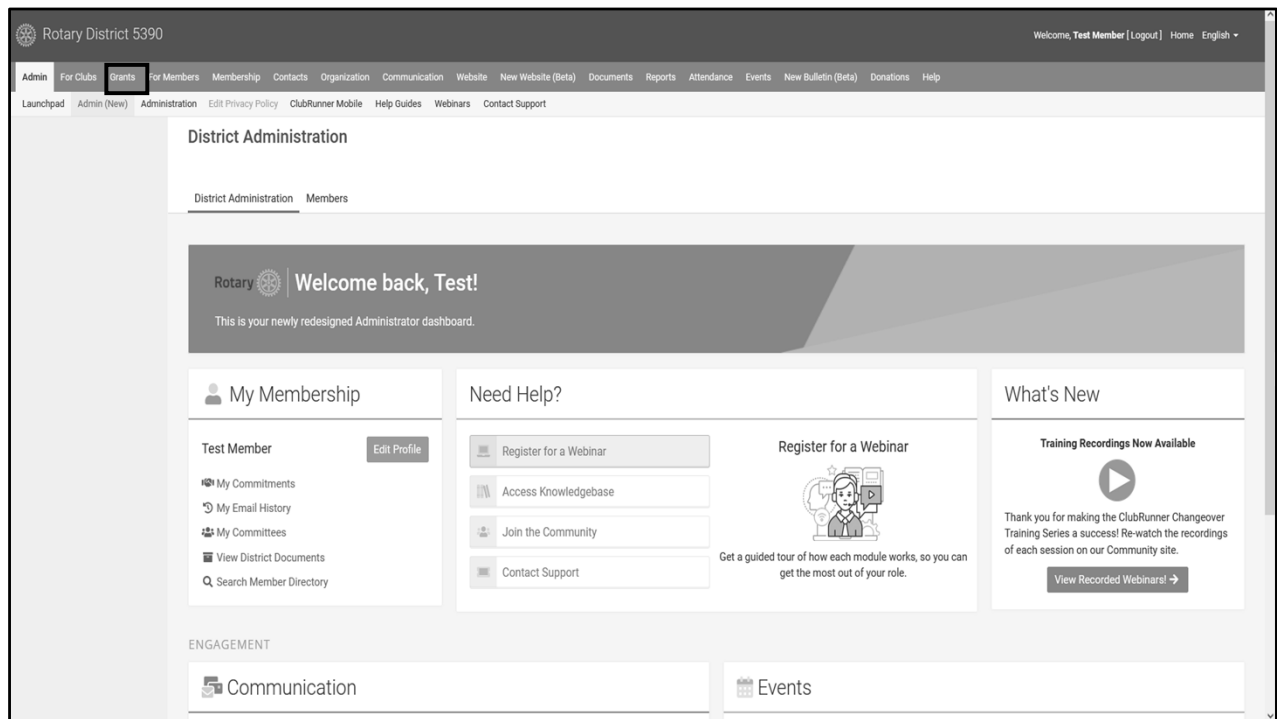 Rotary District 5390
Welcome, Test Member [Logout] Home English
Admin For Clubs Grants For Members Membership Contacts Organization Communication Website New Website (Beta) Documents Reports Attendance Events New Bulletin (Beta) Donations Help
Launchpad Admin (New) Administration Edit Privacy Policy ClubRunner Mobile Help Guides Webinars Contact Support
District Administration
District Administration Members
Rotary Welcome back, Test!
This is your newly redesigned Administrator dashboard.
My Membership
Test Member Edit Profile
My Commitments
My Email History
My Committees
View District Documents
Search Member Directory
Need Help?
Register for a Webinar
Access Knowledgebase
Join the Community
Contact Support
Register for a Webinar
Get a guided tour of how each module works, so you can
get the most out of your role.
What's New
Training Recordings Now Available
Thank you for making the ClubRunner Changeover
Training Series a success! Re-watch the recordings
of each session on our Community site.
View Recorded Webinars! →
ENGAGEMENT
Communication
Events